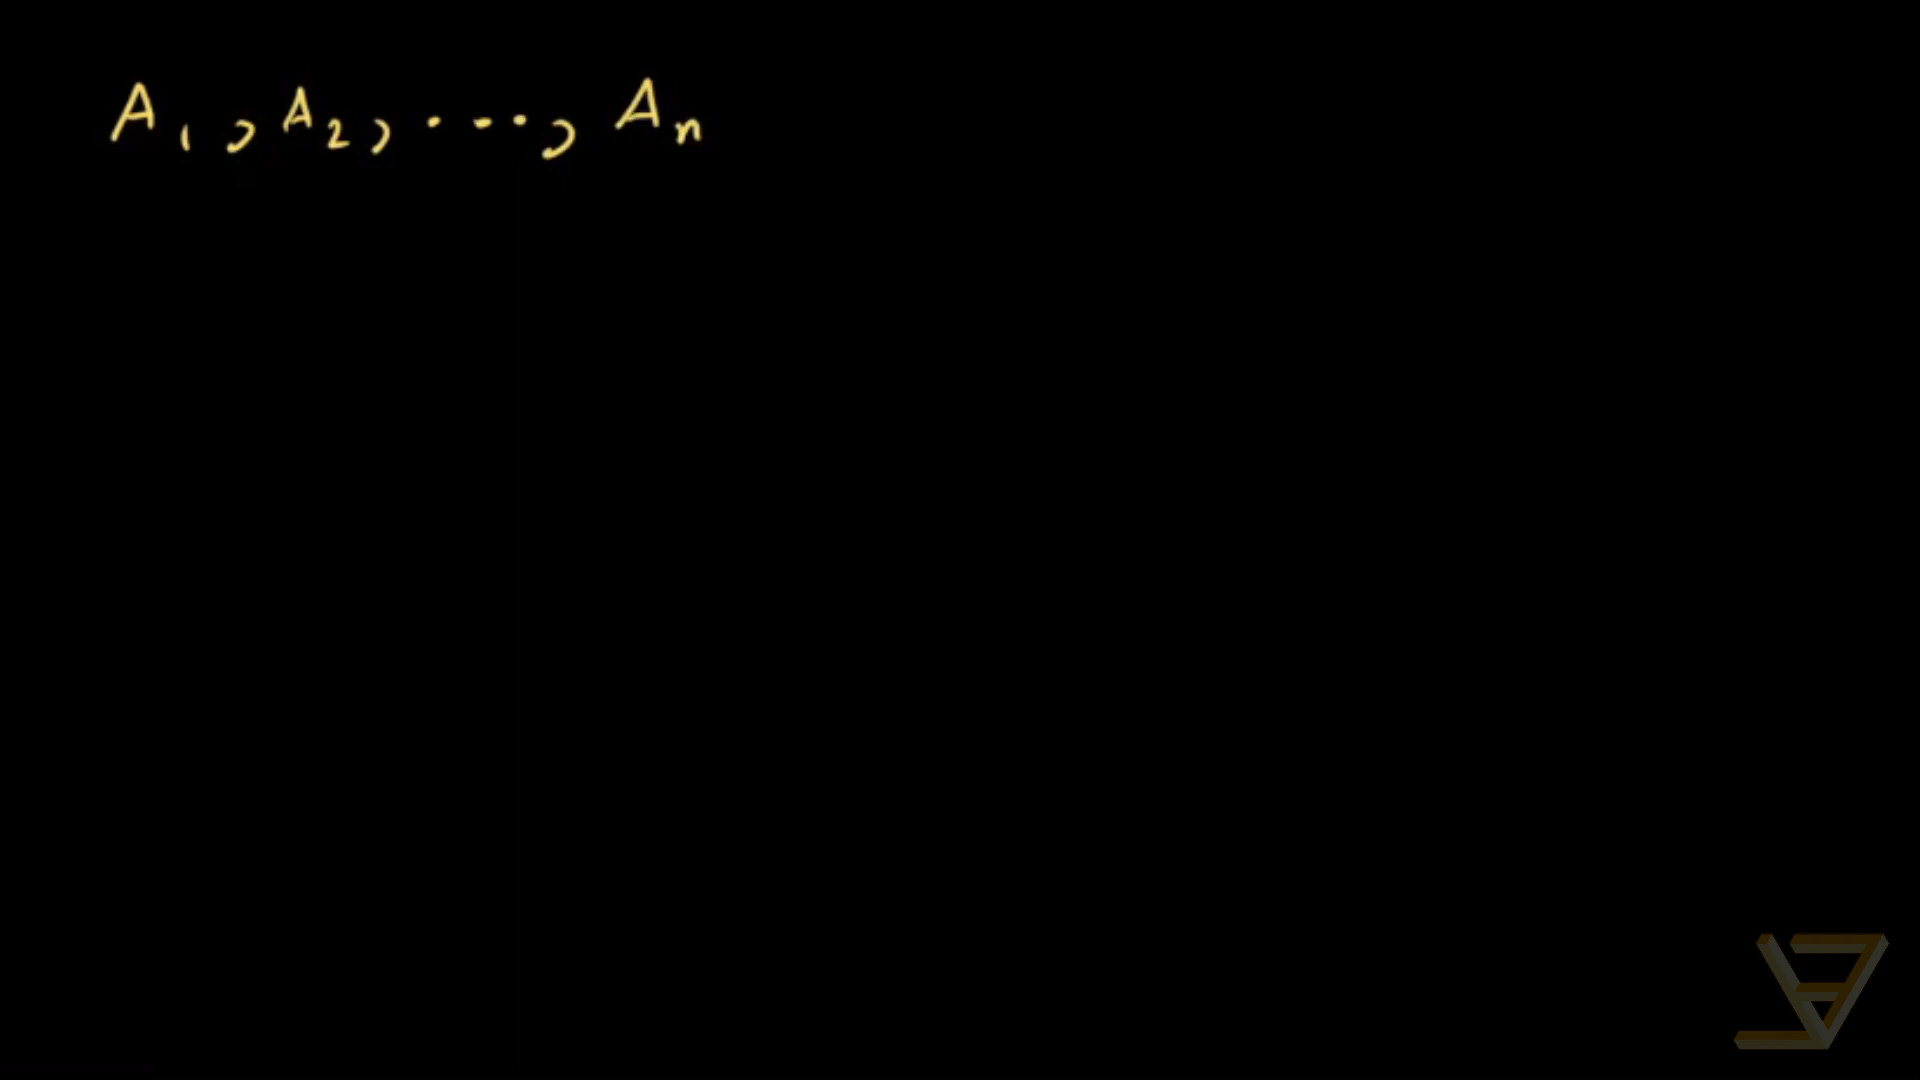 A₁, A₂, ..., Aₙ